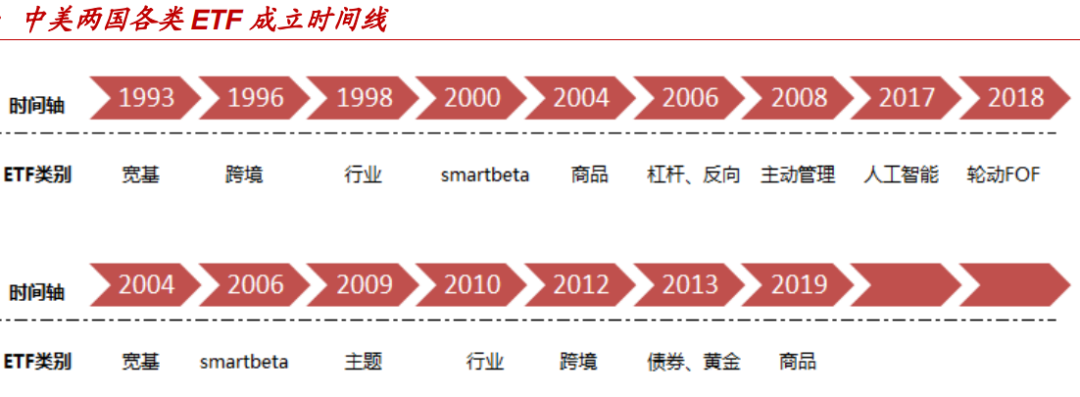 中美两国各类 ETF 成立时间线
时间轴 1993 1996 1998 2000 2004 2006 2008 2017 2018
ETF类别 宽基 跨境 行业 smartbeta 商品 杠杆、反向 主动管理 人工智能 轮动FOF
时间轴 2004 2006 2009 2010 2012 2013 2019
ETF类别 宽基 smartbeta 主题 行业 跨境 债券、黄金 商品